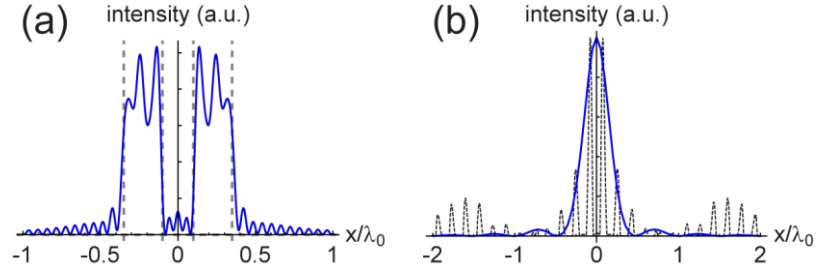 (a)
intensity (a.u.)
-1 -0.5 0 0.5 1
x/λ0
(b)
intensity (a.u.)
-2 -1 0 1 2
x/λ0